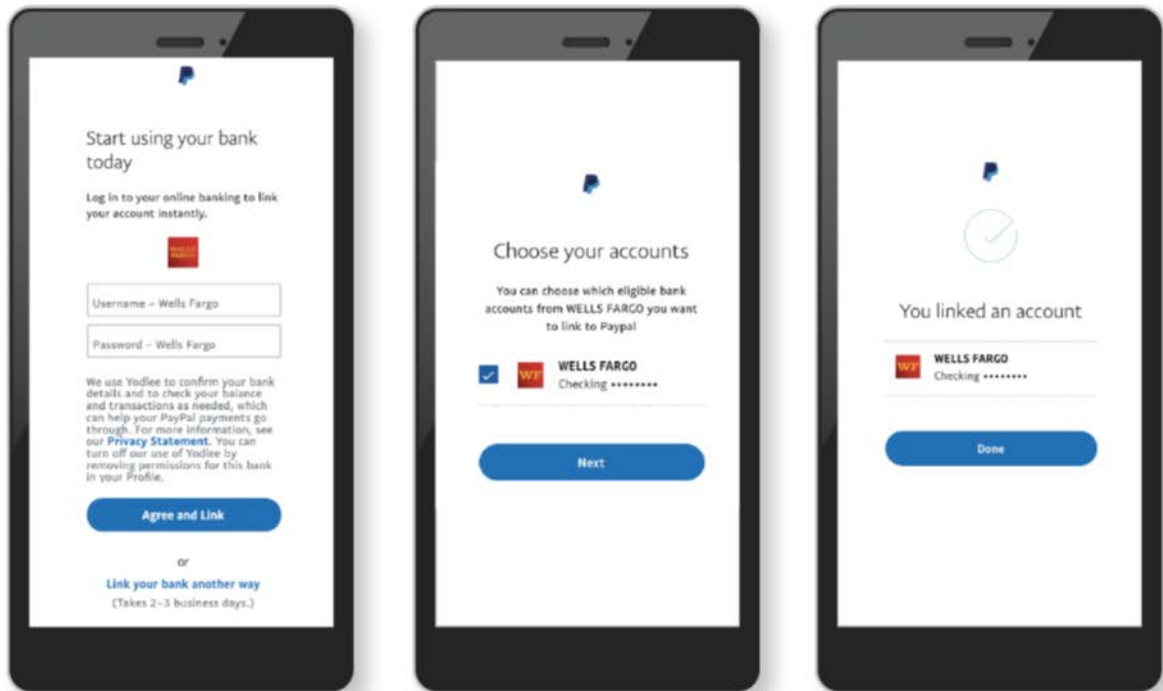 Start using your bank
today
Log in to your online banking to link
your account instantly.
WELLS
FARGO
Username – Wells Fargo
Password – Wells Fargo
We use Yodlee to confirm your bank
details and to check your balance
and transactions as needed, which
can help your PayPal payments go
through. For more information, see
our Privacy Statement. You can
turn off our use of Yodlee by
removing permissions for this bank
in your Profile.
Agree and Link
or
Link your bank another way
(Takes 2–3 business days.)
Choose your accounts
You can choose which eligible bank
accounts from WELLS FARGO you want
to link to Paypal
WF
WELLS FARGO
Checking ••••••••
Next
You linked an account
WF
WELLS FARGO
Checking ••••••••
Done